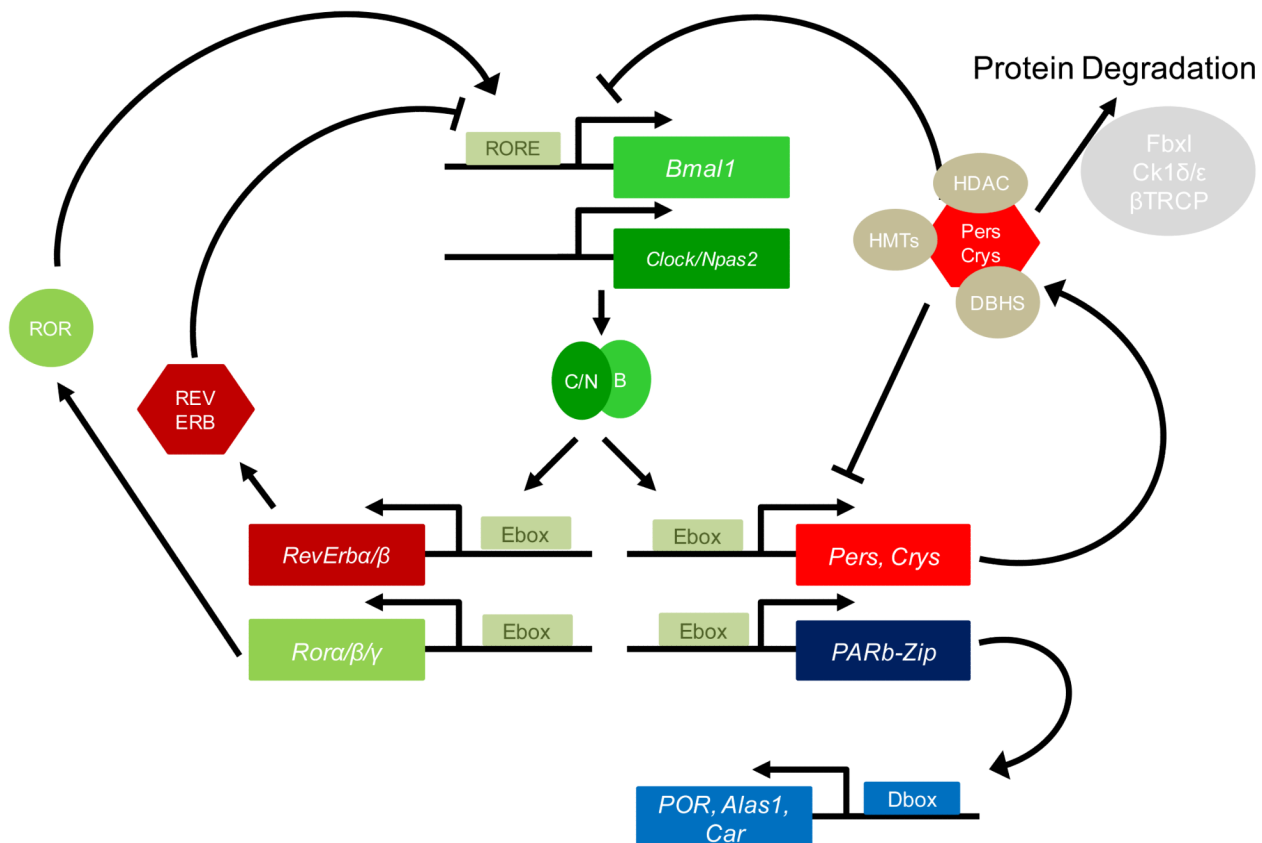 Protein Degradation
RORE
Bmal1
Fbxl
Ck1δ/ε
βTRCP
HDAC
HMTs
Pers
Crys
DBHS
Clock/Npas2
ROR
REV
ERB
C/N
B
Ebox
Ebox
RevErbα/β
Pers, Crys
Ebox
Ebox
Rorα/β/γ
PARb-Zip
POR, Alas1,
Car
Dbox